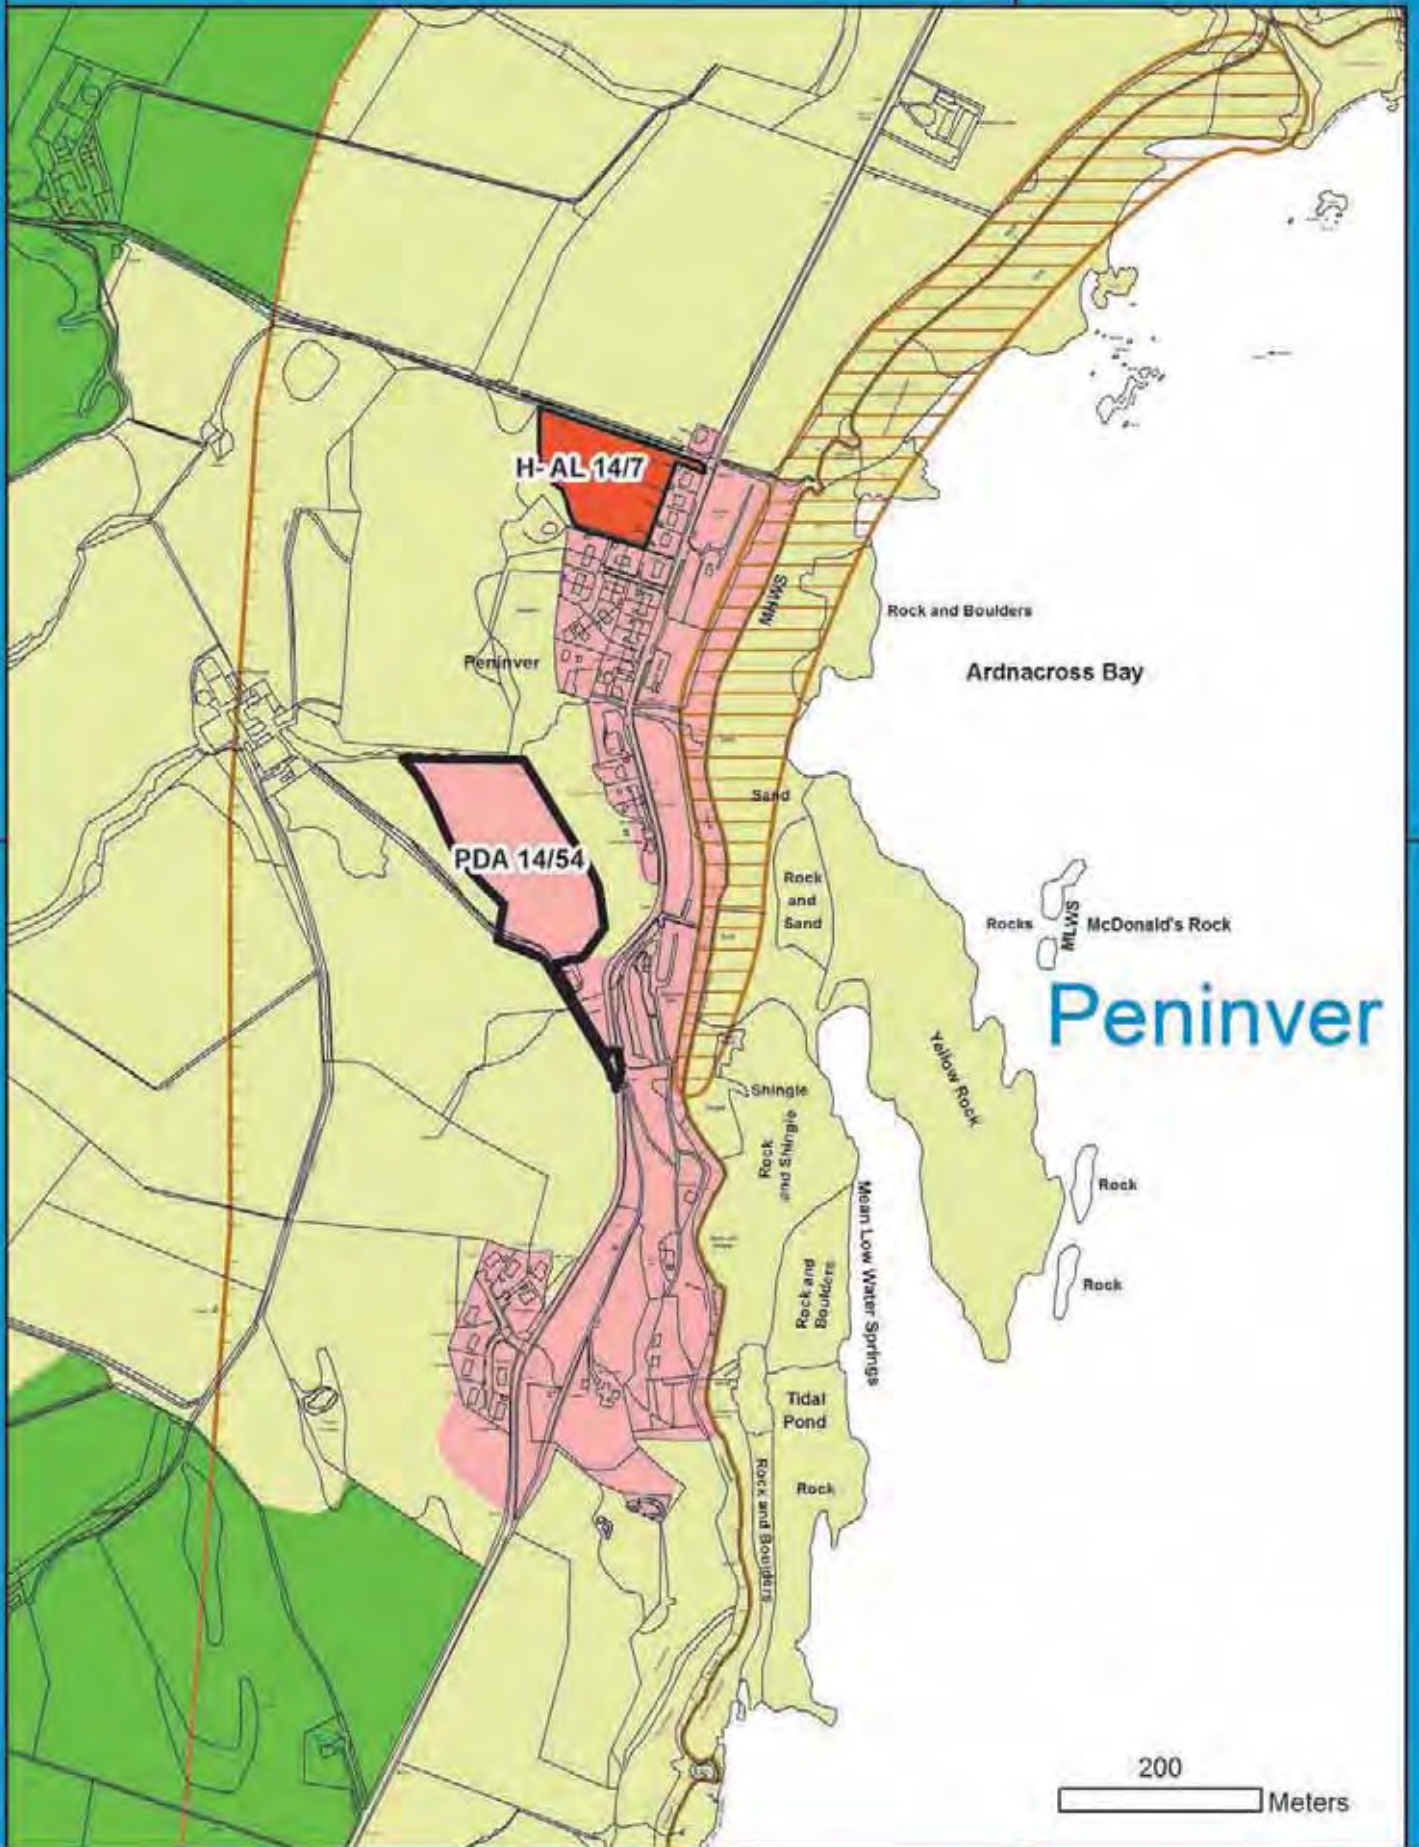 H- AL 14/7
MHWS
Rock and Boulders
Peninver
Ardnacross Bay
Sand
PDA 14/54
Rock
and
Sand
Rocks
MLWS
McDonald's Rock
Peninver
Yellow Rock
Shingle
Rock
and Shingle
Rock
Mean Low Water Springs
Rock and
Boulders
Rock
Tidal
Pond
Rock and Boulders
Rock
200
Meters